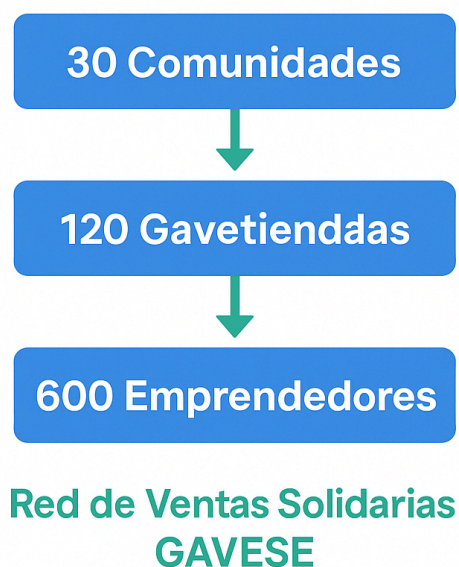 30 Comunidades
120 Gavetienddas
600 Emprendedores
Red de Ventas Solidarias
GAVESE